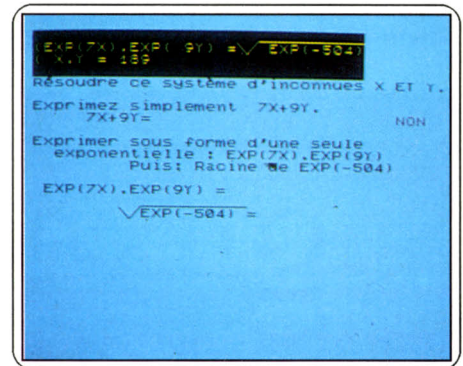 (EXP(7X).EXP( 9Y) =√ EXP(-504)
( X.Y = 189
Résoudre ce système d'inconnues X ET Y.
Exprimez simplement 7X+9Y.
7X+9Y= NON
Exprimer sous forme d'une seule
exponentielle : EXP(7X).EXP(9Y)
Puis: Racine de EXP(-504)
EXP(7X).EXP(9Y) =
√EXP(-504) =